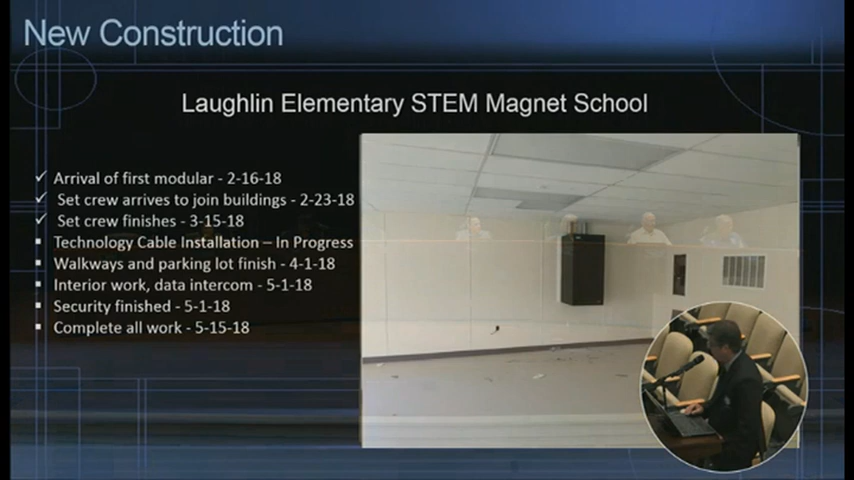 New Construction
Laughlin Elementary STEM Magnet School
✓ Arrival of first modular - 2-16-18
✓ Set crew arrives to join buildings - 2-23-18
✓ Set crew finishes - 3-15-18
▪ Technology Cable Installation – In Progress
▪ Walkways and parking lot finish - 4-1-18
▪ Interior work, data intercom - 5-1-18
▪ Security finished - 5-1-18
▪ Complete all work - 5-15-18